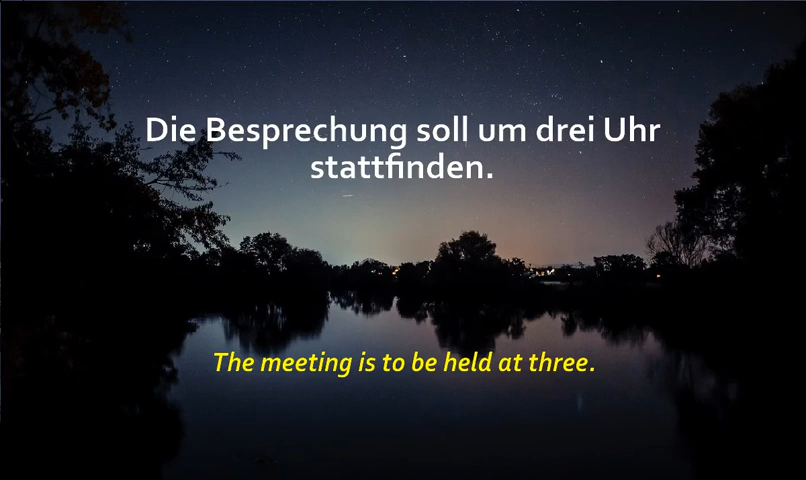 Die Besprechung soll um drei Uhr
stattfinden.
The meeting is to be held at three.